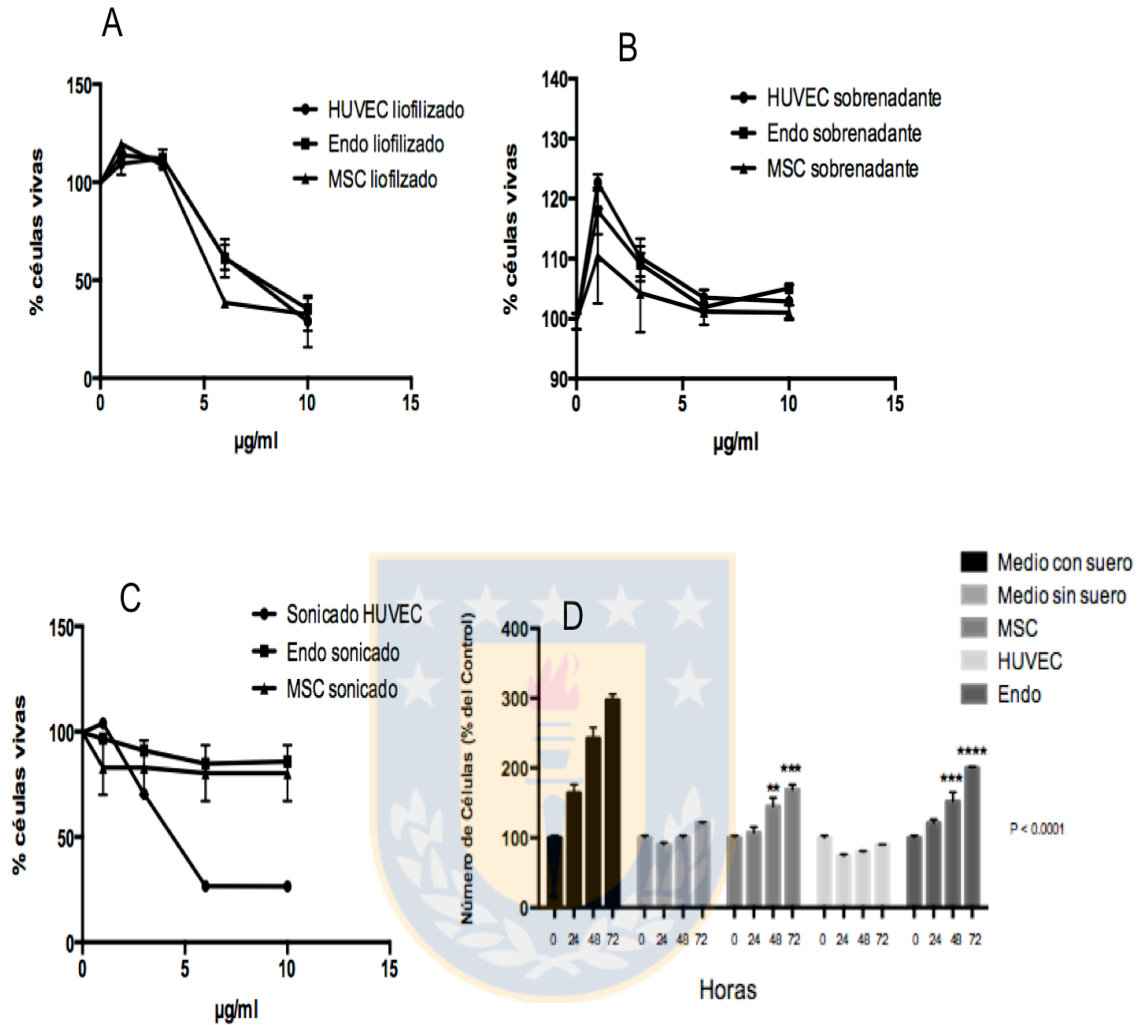 A
150
100
50
0
% céulas vivas
0 5 10 15
µg/ml
HUVEC liofilizado
Endo liofilizado
MSC liofilzado
B
140
130
120
110
100
90
% células vivas
0 5 10 15
µg/ml
HUVEC sobrenadante
Endo sobrenadante
MSC sobrenadante
C
150
100
50
0
% células vivas
0 5 10 15
µg/ml
Sonicado HUVEC
Endo sonicado
MSC sonicado
D
400
300
200
100
0
Número de Células (% del Control)
** *** *** ****
0 24 48 72 0 24 48 72 0 24 48 72 0 24 48 72 0 24 48 72
Horas
Medio con suero
Medio sin suero
MSC
HUVEC
Endo
P < 0.0001